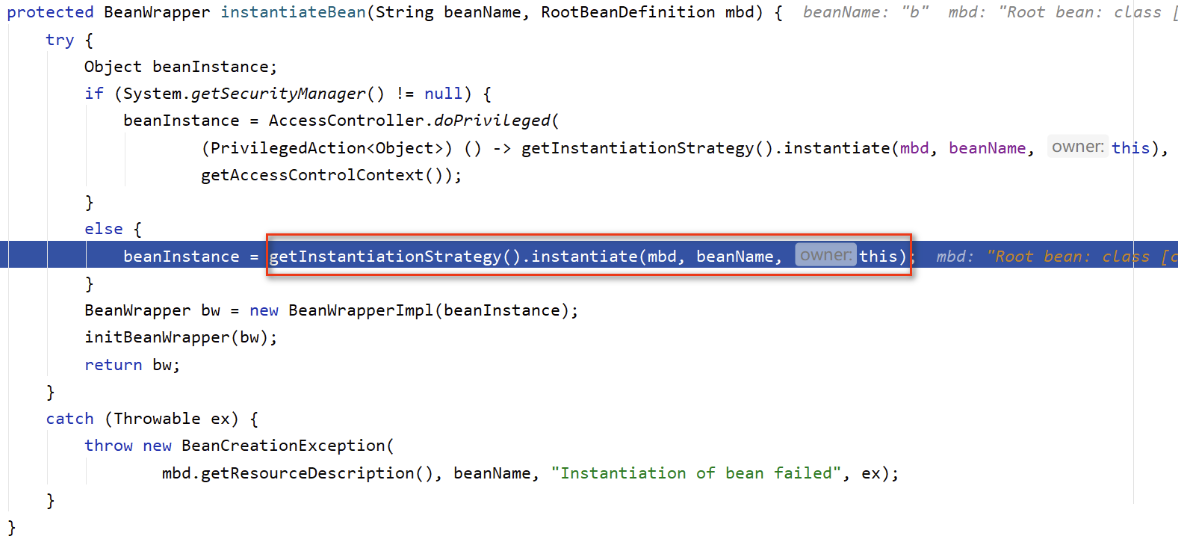 protected BeanWrapper instantiateBean(String beanName, RootBeanDefinition mbd) {  beanName: "b"  mbd: "Root bean: class [
    try {
        Object beanInstance;
        if (System.getSecurityManager() != null) {
            beanInstance = AccessController.doPrivileged(
                    (PrivilegedAction<Object>) () -> getInstantiationStrategy().instantiate(mbd, beanName, owner: this),
                    getAccessControlContext());
        }
        else {
            beanInstance = getInstantiationStrategy().instantiate(mbd, beanName, owner: this);  mbd: "Root bean: class [
        }
        BeanWrapper bw = new BeanWrapperImpl(beanInstance);
        initBeanWrapper(bw);
        return bw;
    }
    catch (Throwable ex) {
        throw new BeanCreationException(
                mbd.getResourceDescription(), beanName, "Instantiation of bean failed", ex);
    }
}